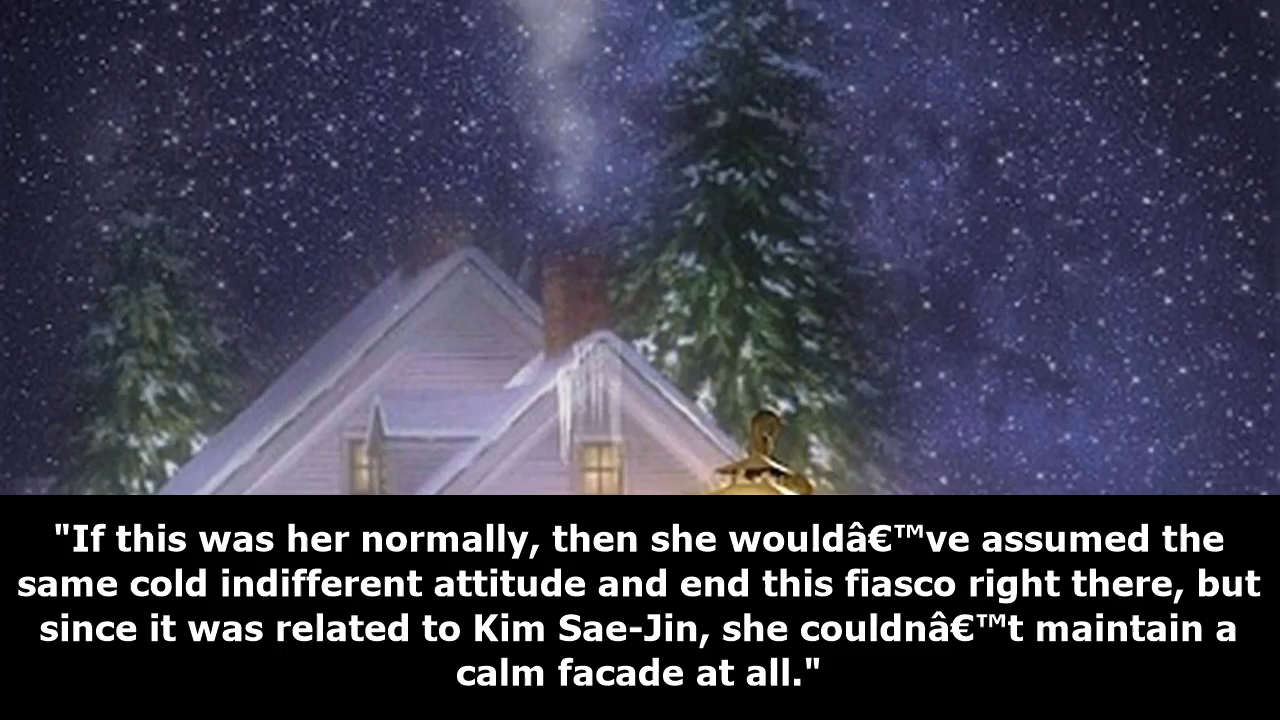 "If this was her normally, then she wouldâ€™ve assumed the
same cold indifferent attitude and end this fiasco right there, but
since it was related to Kim Sae-Jin, she couldnâ€™t maintain a
calm facade at all."